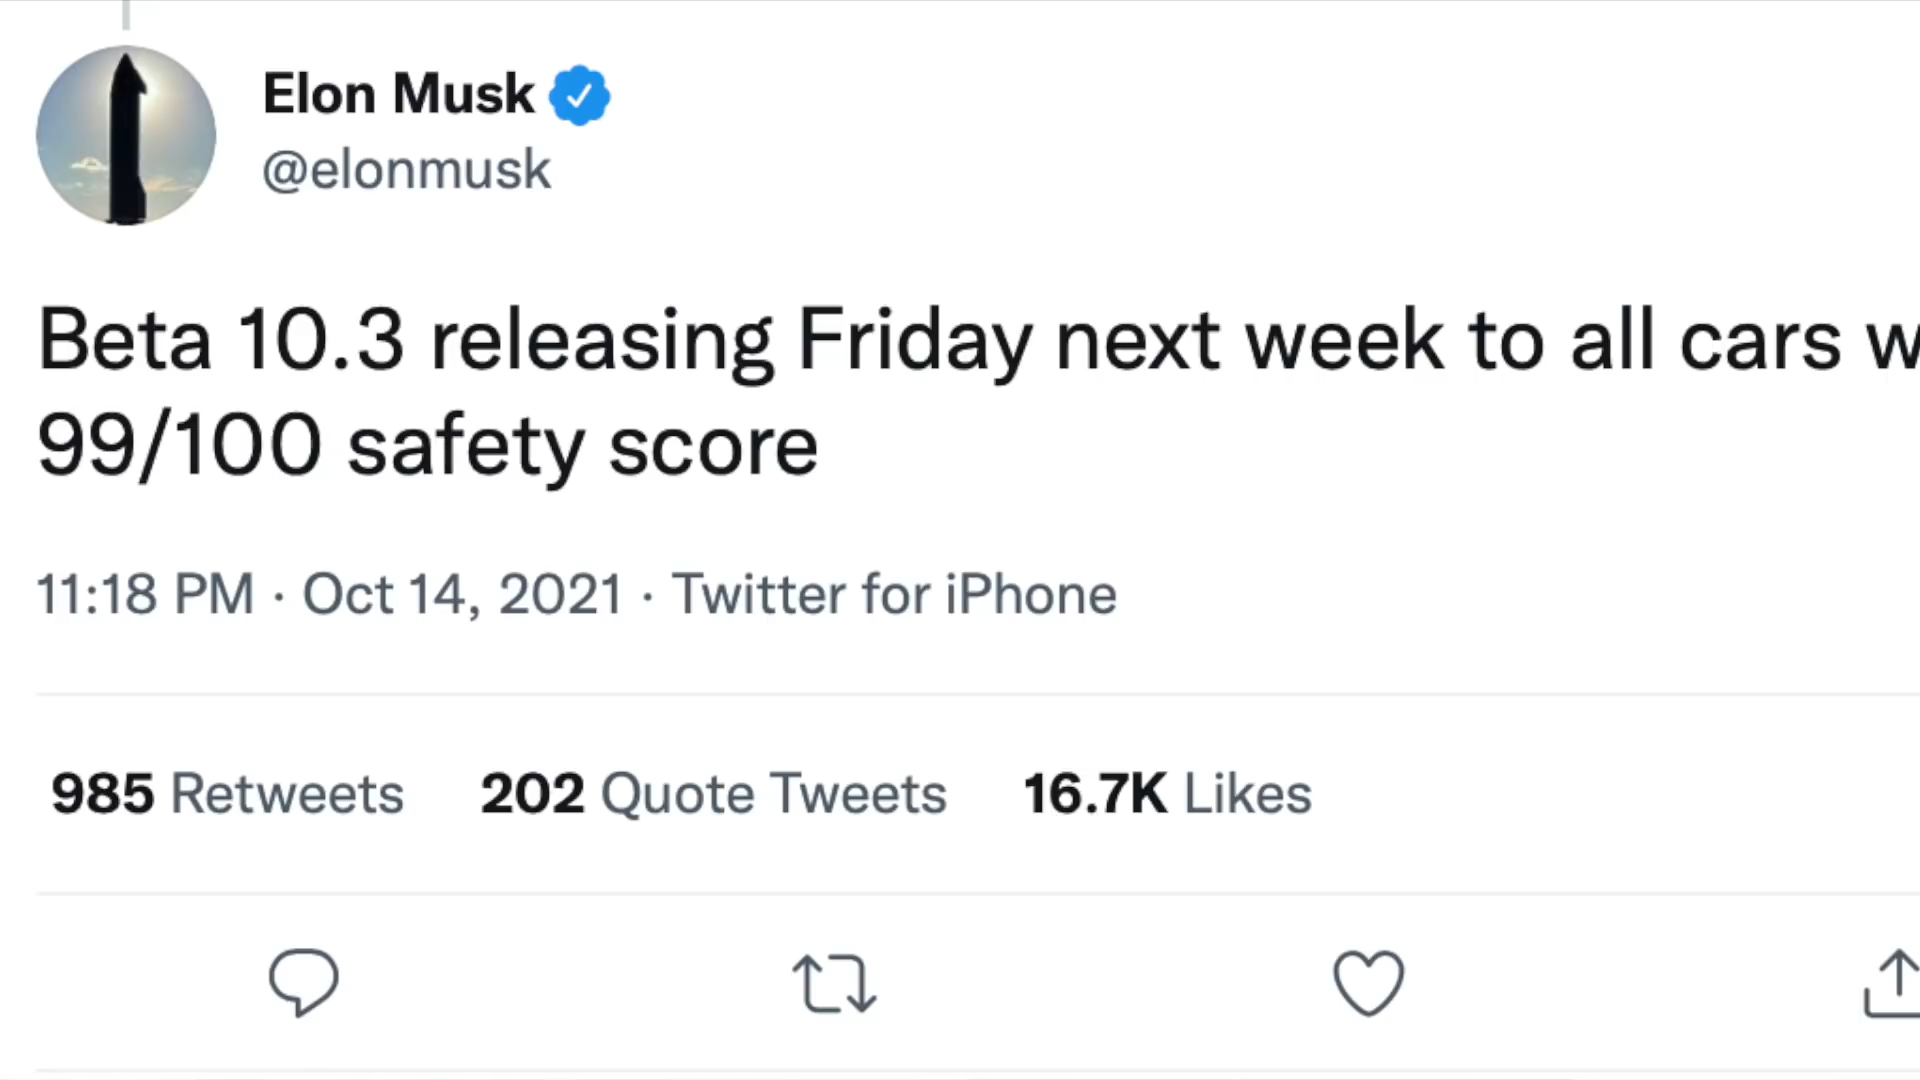 Elon Musk
@elonmusk
Beta 10.3 releasing Friday next week to all cars
99/100 safety score
11:18 PM · Oct 14, 2021 · Twitter for iPhone
985 Retweets 202 Quote Tweets 16.7K Likes